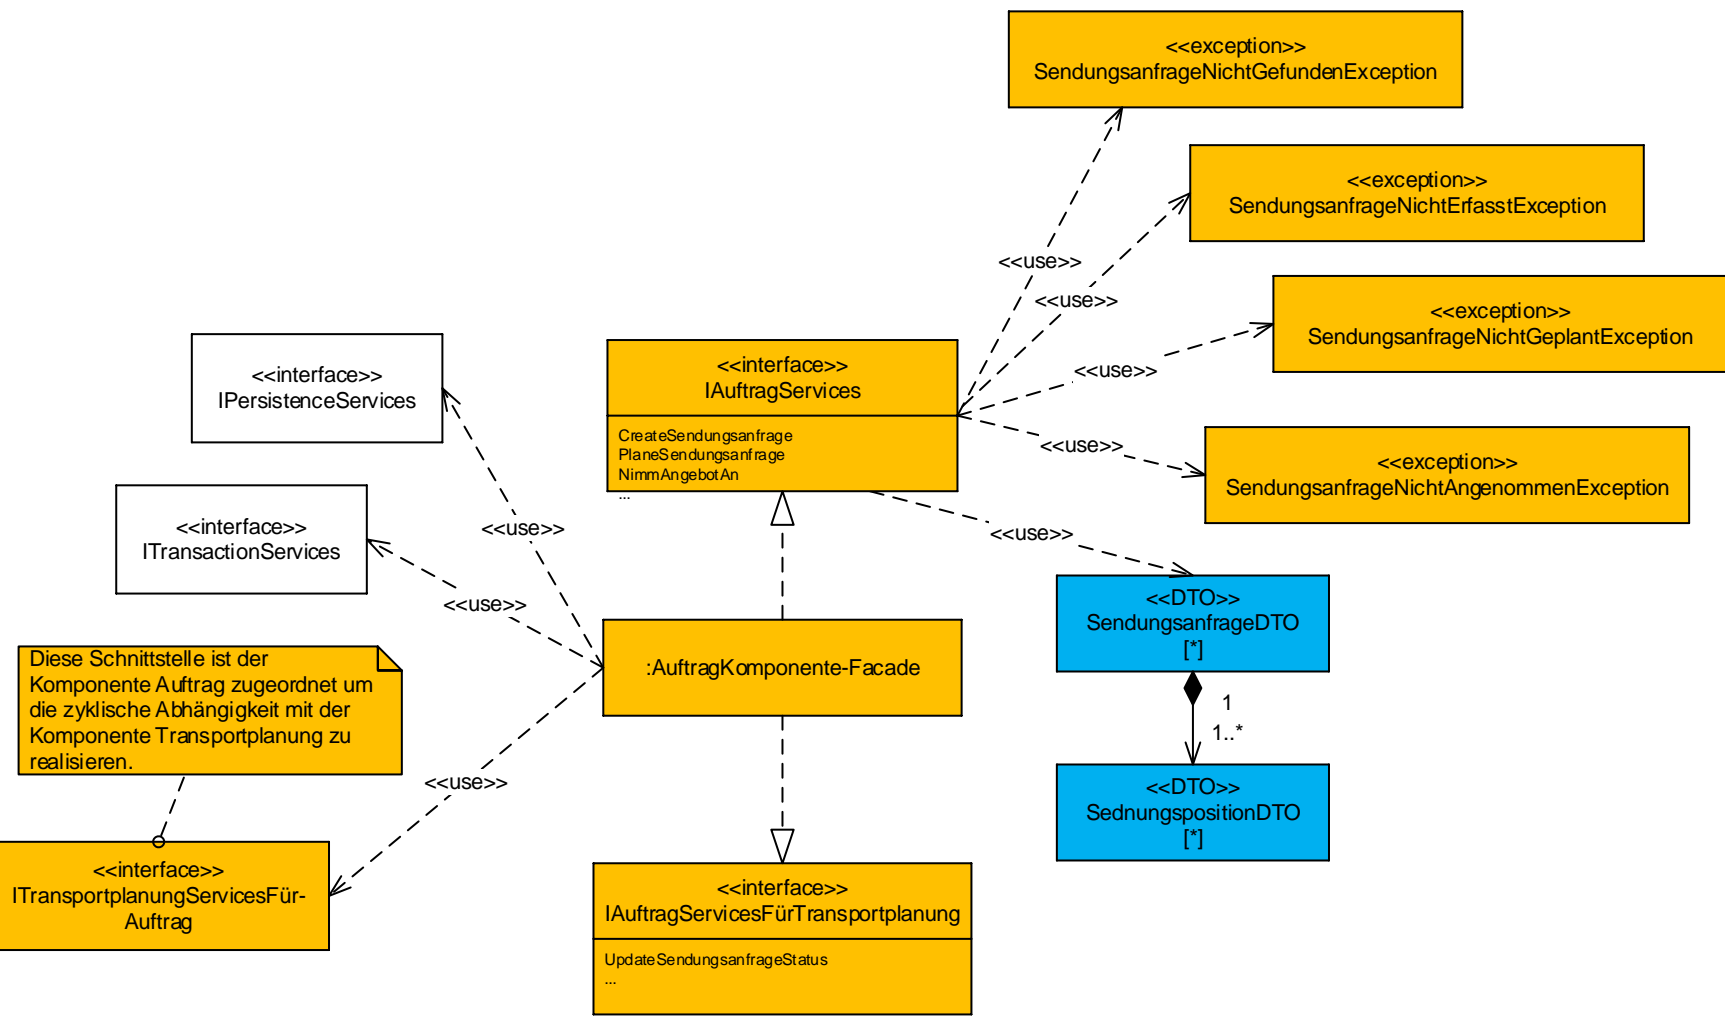 <<exception>>
SendungsanfrageNichtGefundenException
<<exception>>
SendungsanfrageNichtErfasstException
<<use>>
<<use>>
<<exception>>
SendungsanfrageNichtGeplantException
<<interface>>
IPersistenceServices
<<interface>>
IAuftragServices
<<use>>
CreateSendungsanfrage
PlaneSendungsanfrage
NimmAngebotAn
...
<<use>>
<<exception>>
SendungsanfrageNichtAngenommenException
<<interface>>
ITransactionServices
<<use>>
<<use>>
<<use>>
<<DTO>>
SendungsanfrageDTO
[*]
Diese Schnittstelle ist der
Komponente Auftrag zugeordnet um
die zyklische Abhängigkeit mit der
Komponente Transportplanung zu
realisieren.
:AuftragKomponente-Facade
1
1..*
<<use>>
<<DTO>>
SednungspositionDTO
[*]
<<interface>>
ITransportplanungServicesFür-
Auftrag
<<interface>>
IAuftragServicesFürTransportplanung
UpdateSendungsanfrageStatus
...